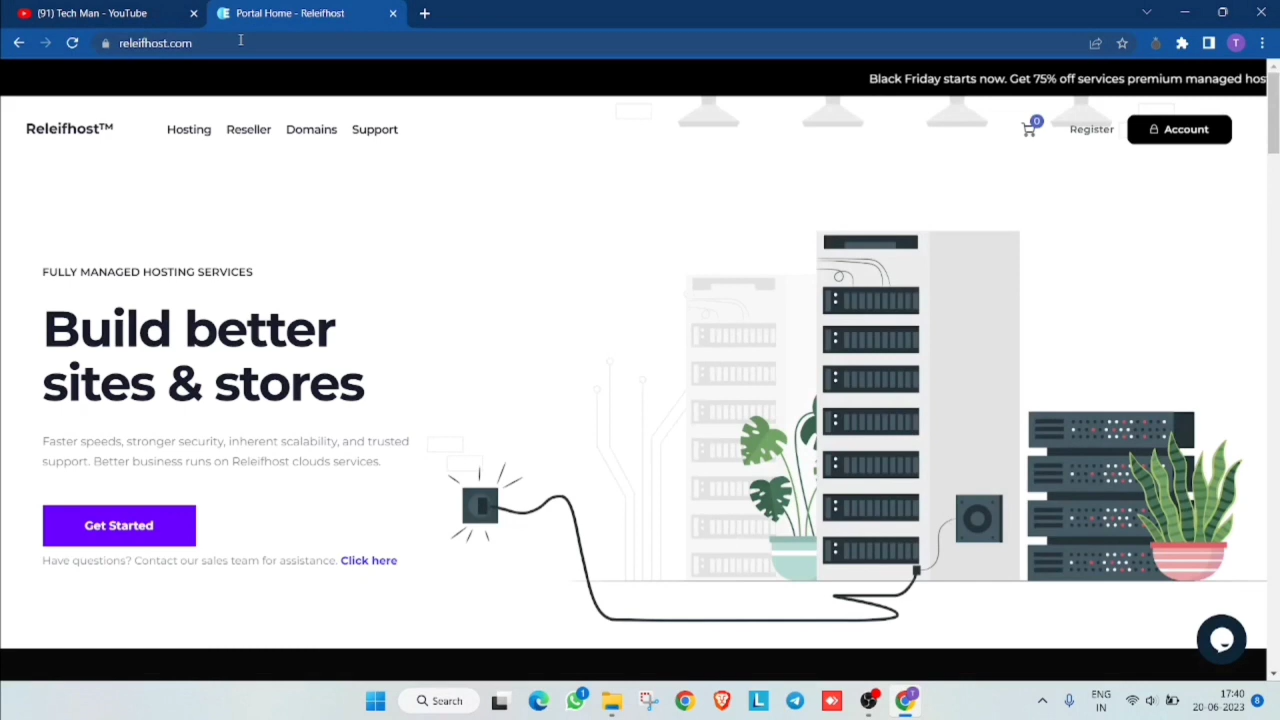 (91) Tech Man - YouTube
Portal Home - Releifhost
releifhost.com
T
Black Friday starts now. Get 75% off services premium managed hos
Releifhost™
Hosting Reseller Domains Support
0
Register
Account
FULLY MANAGED HOSTING SERVICES
Build better
sites & stores
Faster speeds, stronger security, inherent scalability, and trusted
support. Better business runs on Releifhost clouds services.
Get Started
Have questions? Contact our sales team for assistance. Click here
Search
1
L
T
ENG
IN
17:40
20-06-2023
8